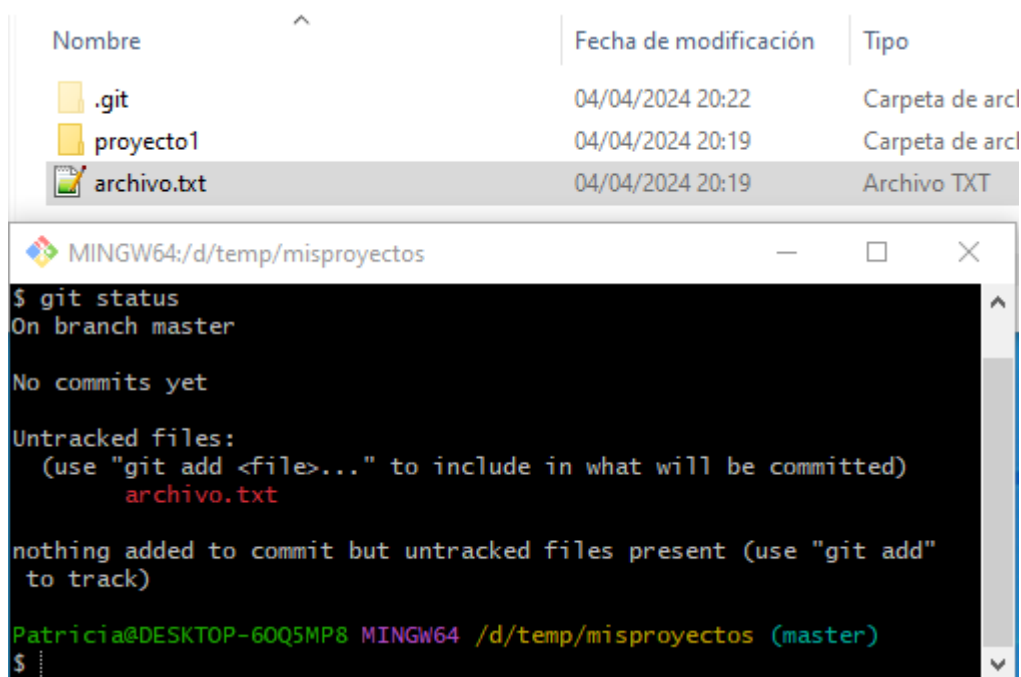 Nombre Fecha de modificación Tipo
.git 04/04/2024 20:22 Carpeta de arc
proyecto1 04/04/2024 20:19 Carpeta de arc
archivo.txt 04/04/2024 20:19 Archivo TXT
MINGW64:/d/temp/misproyectos
$ git status
On branch master
No commits yet
Untracked files:
(use "git add <file>..." to include in what will be committed)
archivo.txt
nothing added to commit but untracked files present (use "git add"
to track)
Patricia@DESKTOP-6OQ5MP8 MINGW64 /d/temp/misproyectos (master)
$